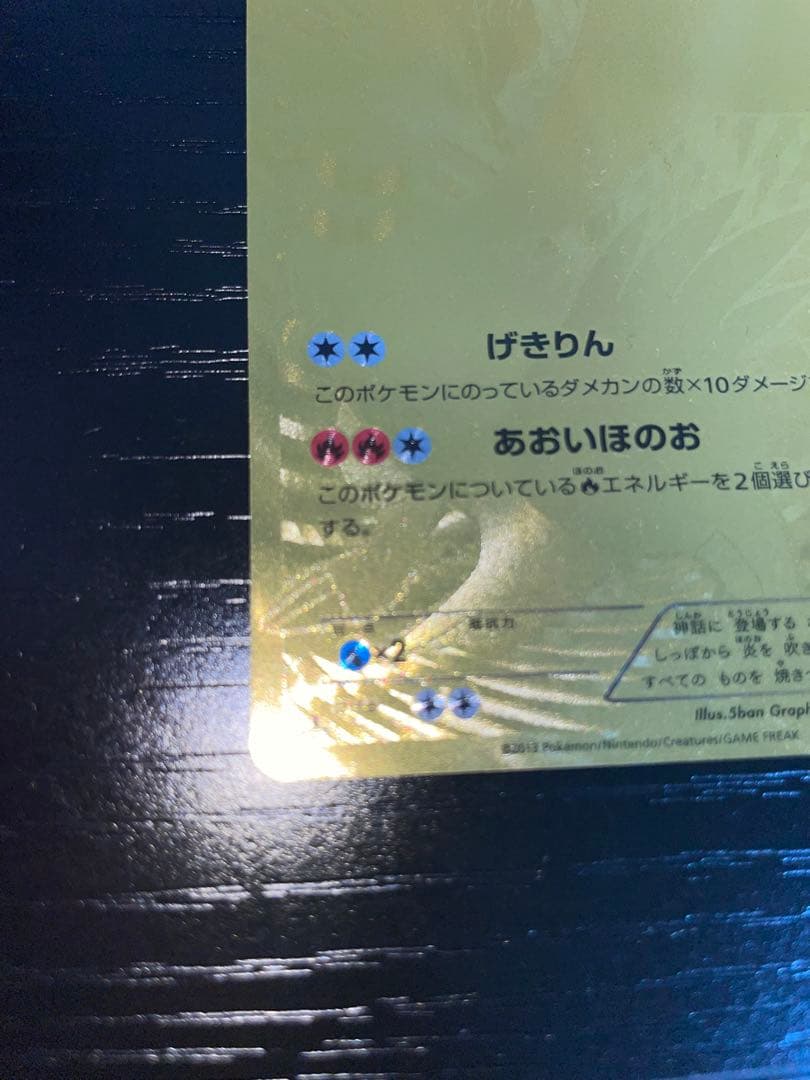 げきりん
このポケモンにのっているダメカンの数×10ダメージ
あおいほのお
このポケモンについている エネルギーを2個選び
する。
抵抗力
×2
神話に 登場する
しっぽから 炎を 吹き
すべての ものを 焼き
Illus.5ban Graph
©2013 Pokémon/Nintendo/Creatures/GAME FREAK